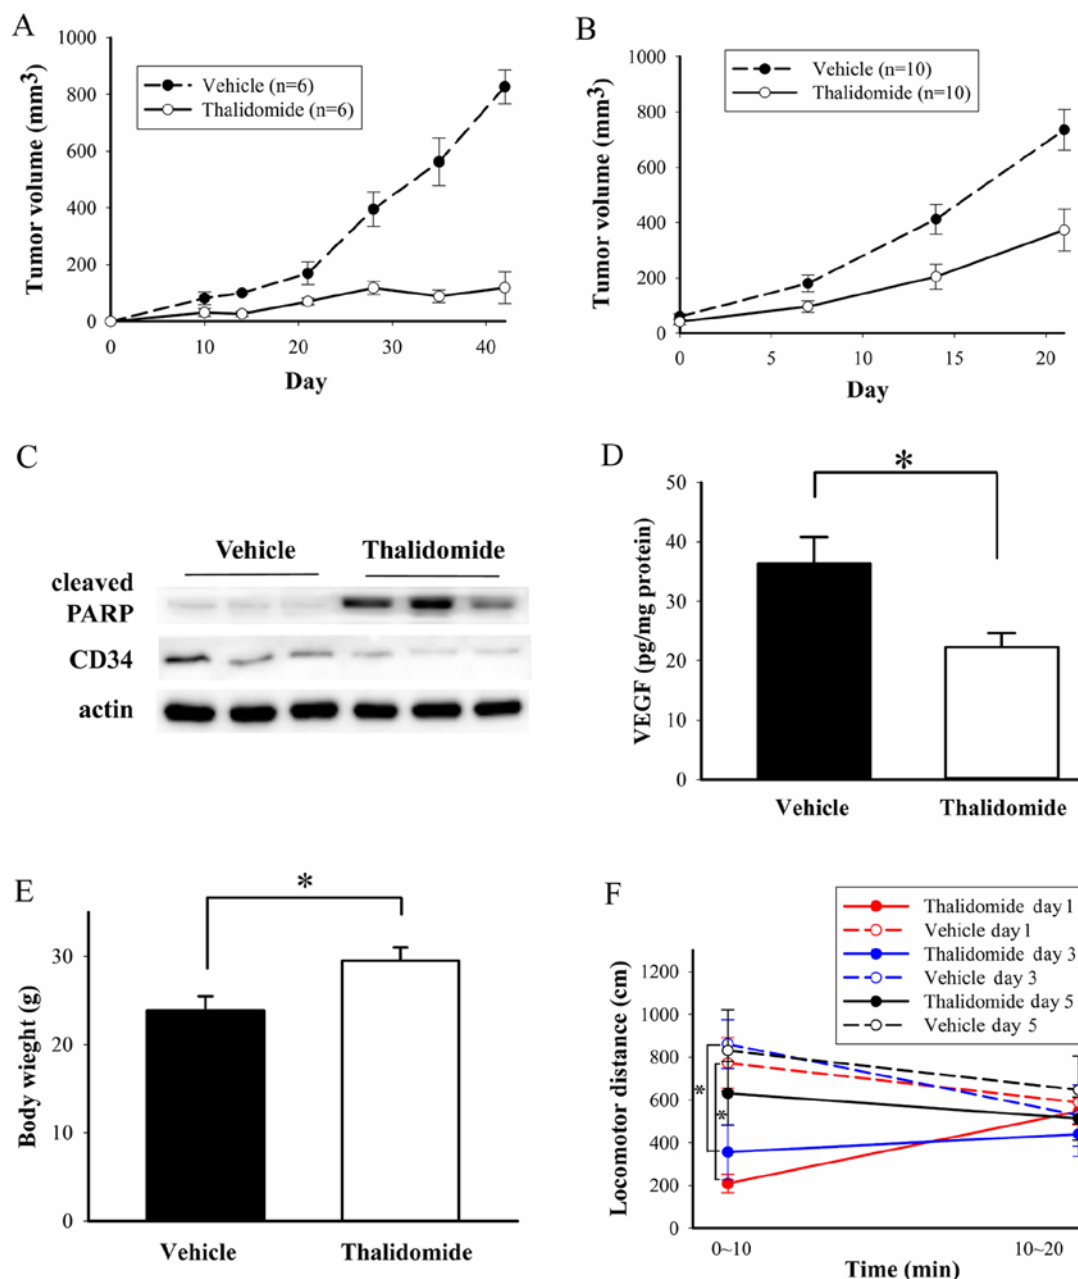 A
1000
800
600
400
200
0
Tumor volume (mm3)
Vehicle (n=6)
Thalidomide (n=6)
0 10 20 30 40
Day
B
1000
800
600
400
200
0
Tumor volume (mm3)
Vehicle (n=10)
Thalidomide (n=10)
0 5 10 15 20
Day
C
Vehicle Thalidomide
cleaved
PARP
CD34
actin
D
*
50
40
30
20
10
0
VEGF (pg/mg protein)
Vehicle Thalidomide
E
*
30
20
10
0
Body wieght (g)
Vehicle Thalidomide
F
Thalidomide day 1
Vehicle day 1
Thalidomide day 3
Vehicle day 3
Thalidomide day 5
Vehicle day 5
1200
1000
800
600
400
200
0
Locomotor distance (cm)
*
*
0~10 10~20
Time (min)